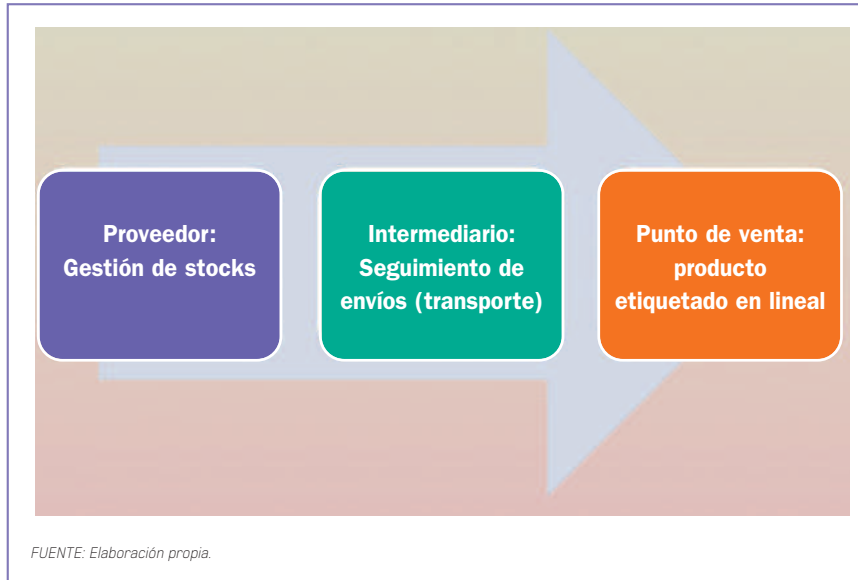 Proveedor:
Gestión de stocks
Intermediario:
Seguimiento de
envíos (transporte)
Punto de venta:
producto
etiquetado en lineal
FUENTE: Elaboración propia.